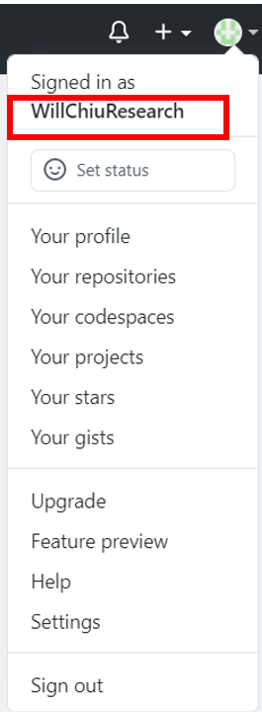 Signed in as
WillChiuResearch
Set status
Your profile
Your repositories
Your codespaces
Your projects
Your stars
Your gists
Upgrade
Feature preview
Help
Settings
Sign out